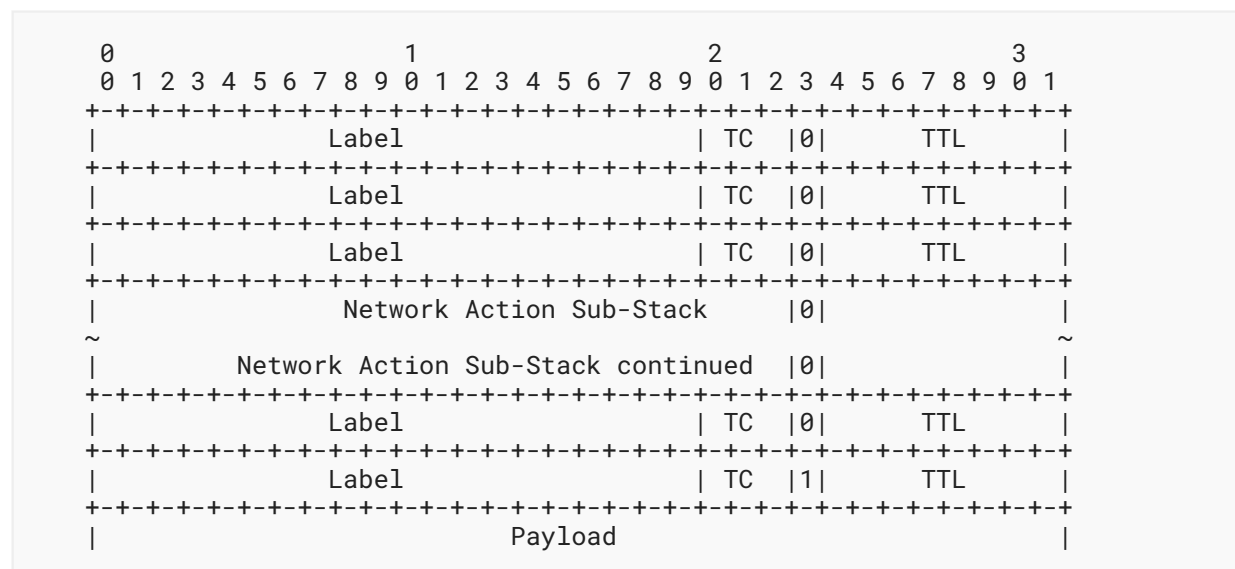 0                   1                   2                   3
 0 1 2 3 4 5 6 7 8 9 0 1 2 3 4 5 6 7 8 9 0 1 2 3 4 5 6 7 8 9 0 1
+-+-+-+-+-+-+-+-+-+-+-+-+-+-+-+-+-+-+-+-+-+-+-+-+-+-+-+-+-+-+-+-+
|               Label                   | TC  |0|      TTL      |
+-+-+-+-+-+-+-+-+-+-+-+-+-+-+-+-+-+-+-+-+-+-+-+-+-+-+-+-+-+-+-+-+
|               Label                   | TC  |0|      TTL      |
+-+-+-+-+-+-+-+-+-+-+-+-+-+-+-+-+-+-+-+-+-+-+-+-+-+-+-+-+-+-+-+-+
|               Label                   | TC  |0|      TTL      |
+-+-+-+-+-+-+-+-+-+-+-+-+-+-+-+-+-+-+-+-+-+-+-+-+-+-+-+-+-+-+-+-+
|                Network Action Sub-Stack     |0|               |
~                                                               ~
|         Network Action Sub-Stack continued  |0|               |
+-+-+-+-+-+-+-+-+-+-+-+-+-+-+-+-+-+-+-+-+-+-+-+-+-+-+-+-+-+-+-+-+
|               Label                   | TC  |0|      TTL      |
+-+-+-+-+-+-+-+-+-+-+-+-+-+-+-+-+-+-+-+-+-+-+-+-+-+-+-+-+-+-+-+-+
|               Label                   | TC  |1|      TTL      |
+-+-+-+-+-+-+-+-+-+-+-+-+-+-+-+-+-+-+-+-+-+-+-+-+-+-+-+-+-+-+-+-+
|                           Payload                             |